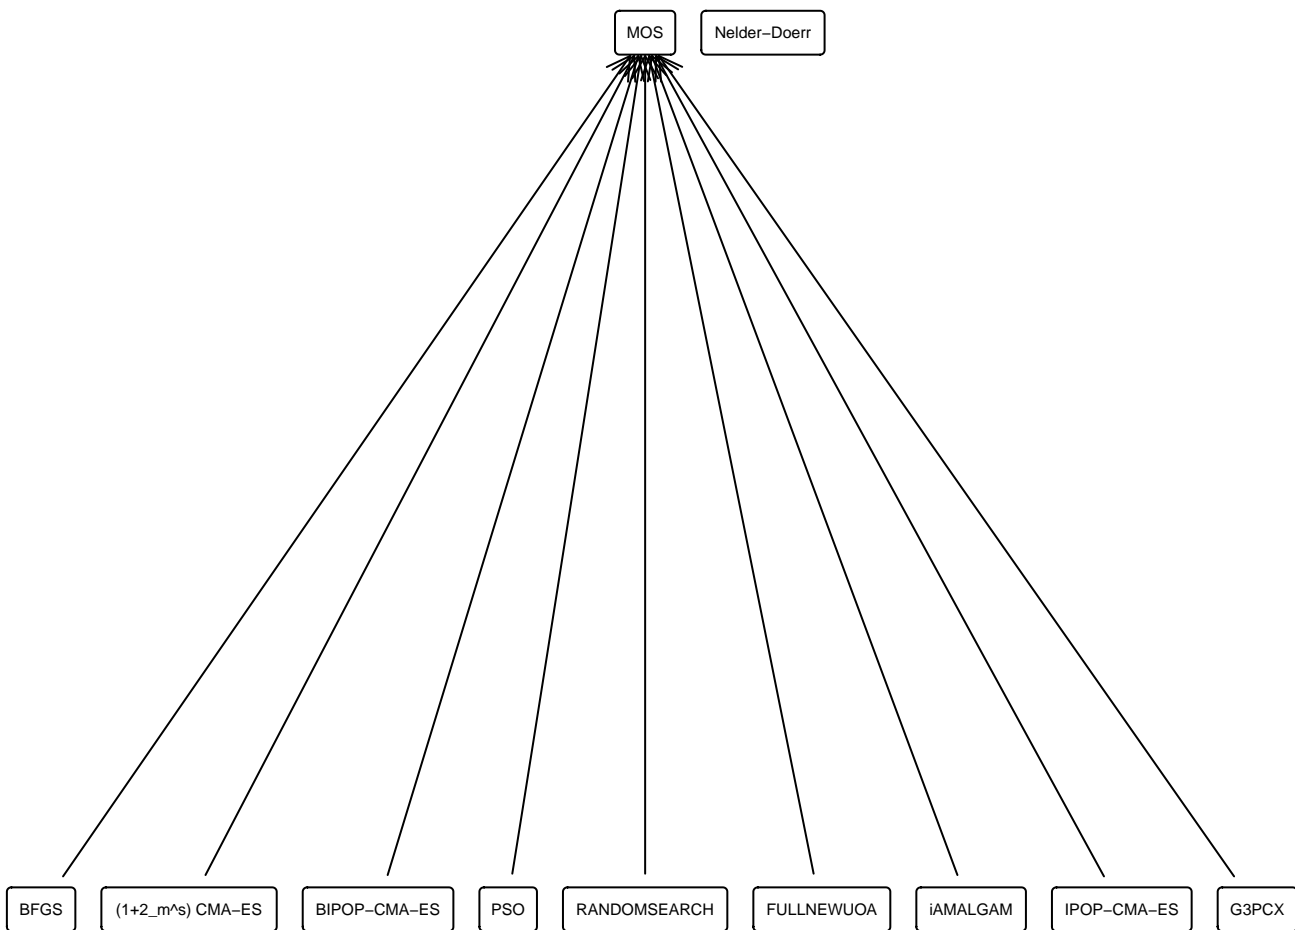 MOS
Nelder−Doerr
BFGS
(1+2_m^s) CMA−ES
BIPOP−CMA−ES
PSO
RANDOMSEARCH
FULLNEWUOA
iAMALGAM
IPOP−CMA−ES
G3PCX